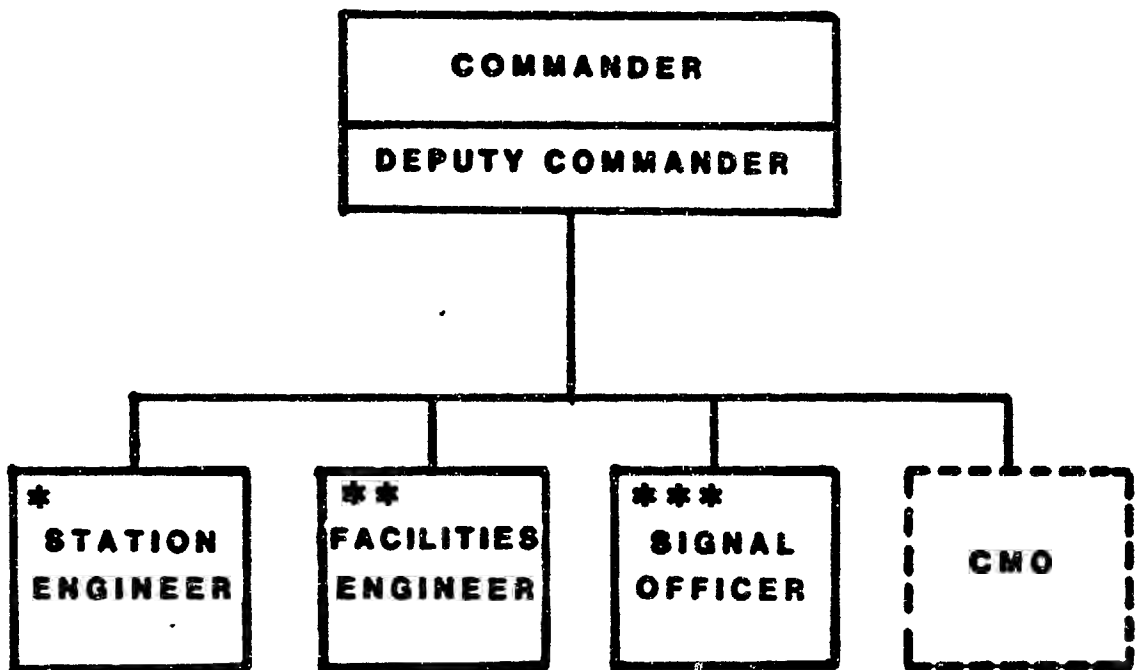 COMMANDER
DEPUTY COMMANDER
*
STATION
ENGINEER
**
FACILITIES
ENGINEER
***
SIGNAL
OFFICER
CMO